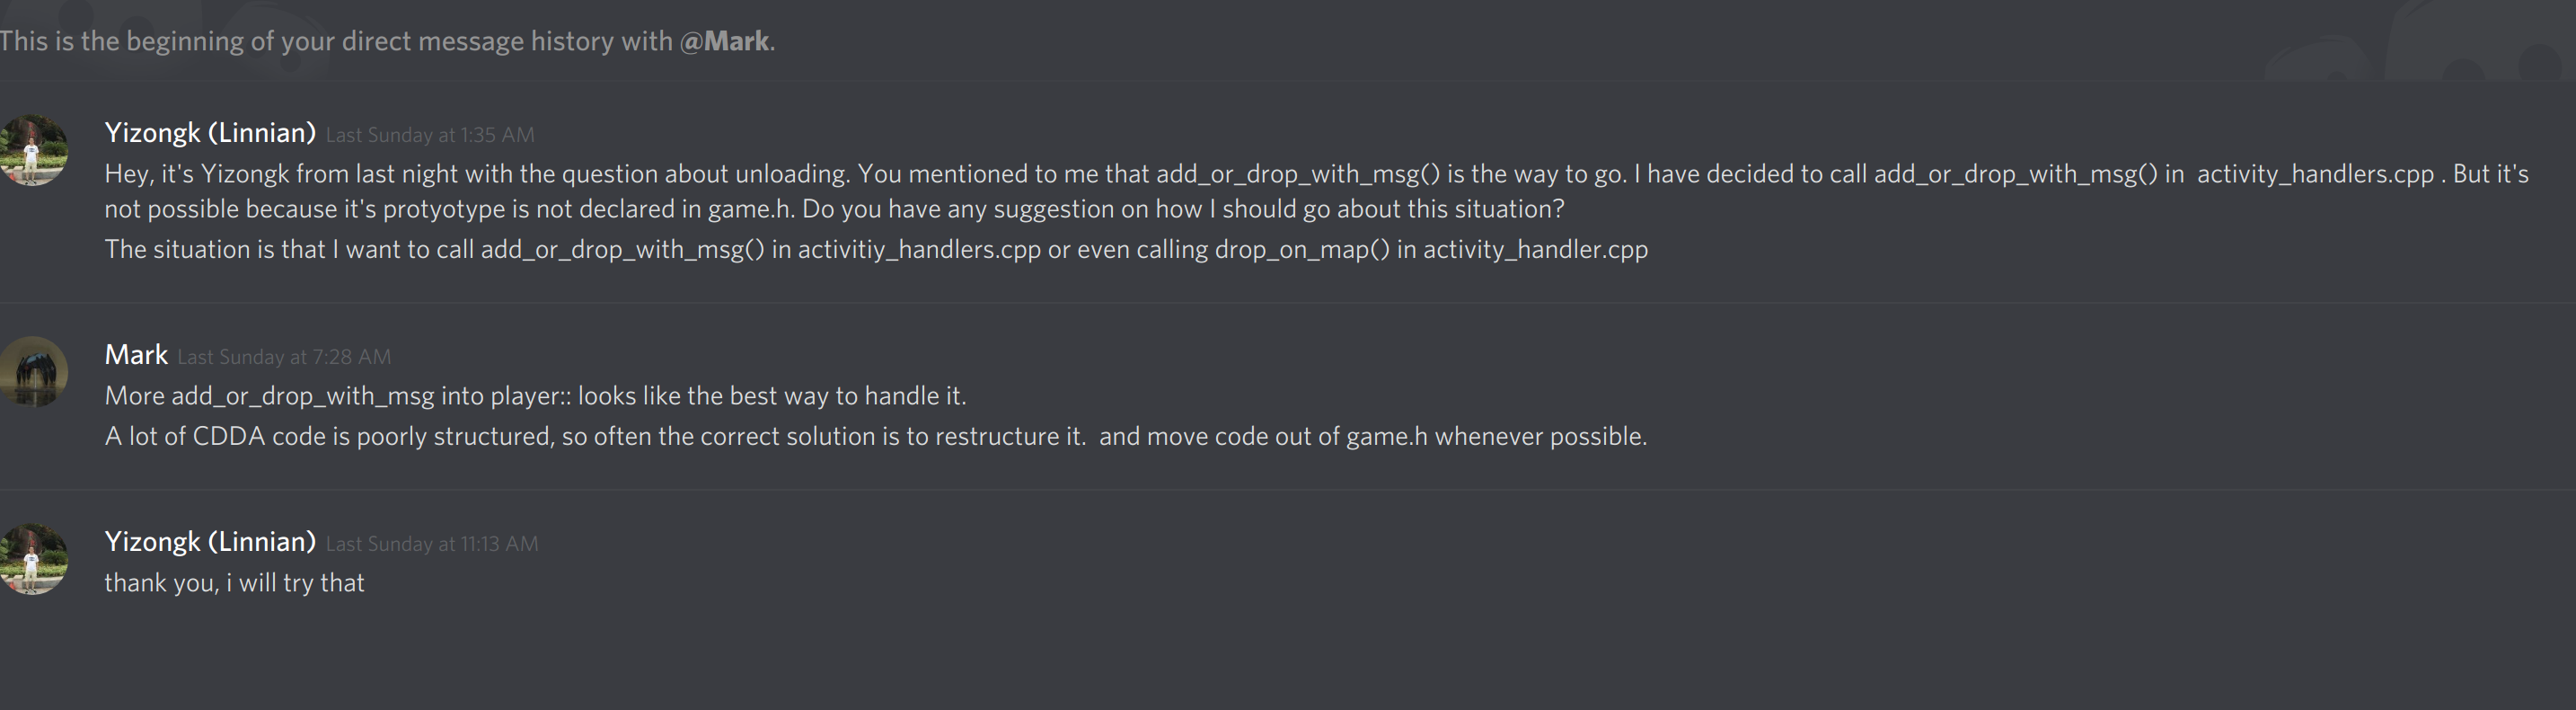 This is the beginning of your direct message history with @Mark.
Yizongk (Linnian) Last Sunday at 1:35 AM
Hey, it's Yizongk from last night with the question about unloading. You mentioned to me that add_or_drop_with_msg() is the way to go. I have decided to call add_or_drop_with_msg() in  activity_handlers.cpp . But it's
not possible because it's protyotype is not declared in game.h. Do you have any suggestion on how I should go about this situation?
The situation is that I want to call add_or_drop_with_msg() in activitiy_handlers.cpp or even calling drop_on_map() in activity_handler.cpp
Mark Last Sunday at 7:28 AM
More add_or_drop_with_msg into player:: looks like the best way to handle it.
A lot of CDDA code is poorly structured, so often the correct solution is to restructure it.  and move code out of game.h whenever possible.
Yizongk (Linnian) Last Sunday at 11:13 AM
thank you, i will try that